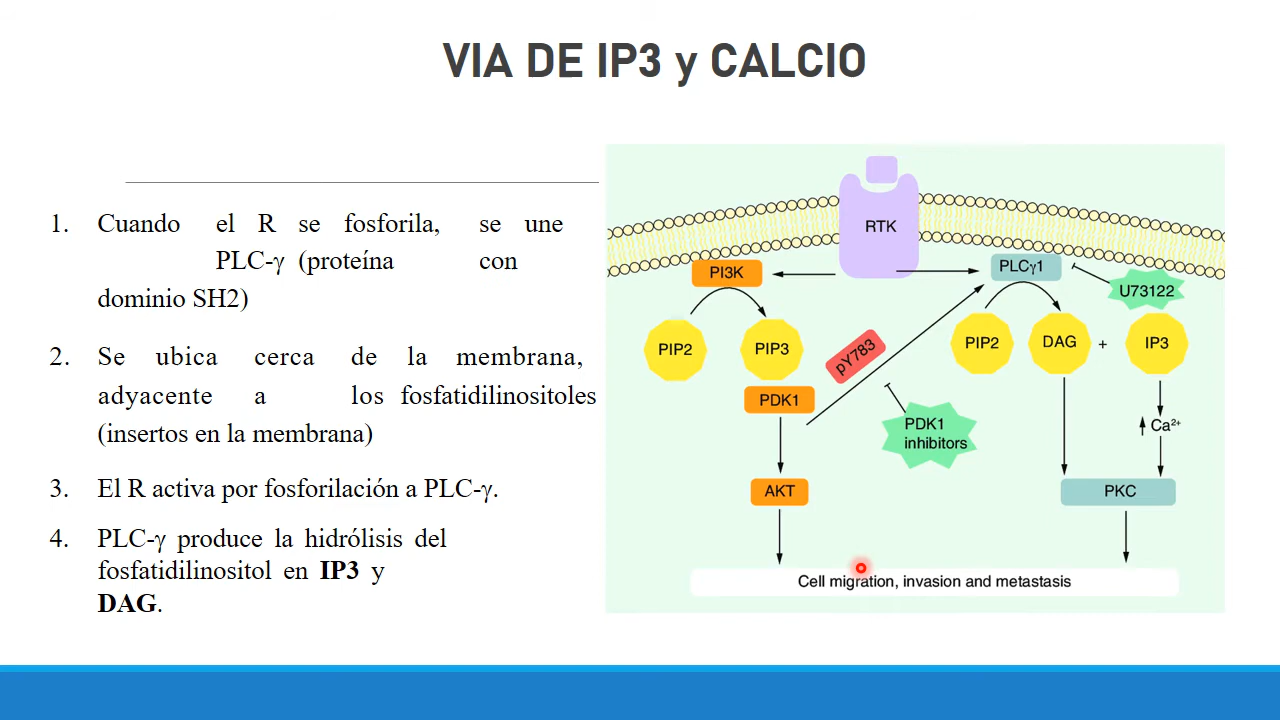 VIA DE IP3 y CALCIO
1. Cuando el R se fosforila, se une
PLC-γ (proteína con
dominio SH2)
2. Se ubica cerca de la membrana,
adyacente a los fosfatidilinositoles
(insertos en la membrana)
3. El R activa por fosforilación a PLC-γ.
4. PLC-γ produce la hidrólisis del
fosfatidilinositol en IP3 y
DAG.
RTK
PI3K
PLCγ1
U73122
PIP2
PIP3
PIP2
DAG
+
IP3
pY783
PDK1
PDK1
inhibitors
Ca²⁺
AKT
PKC
Cell migration, invasion and metastasis